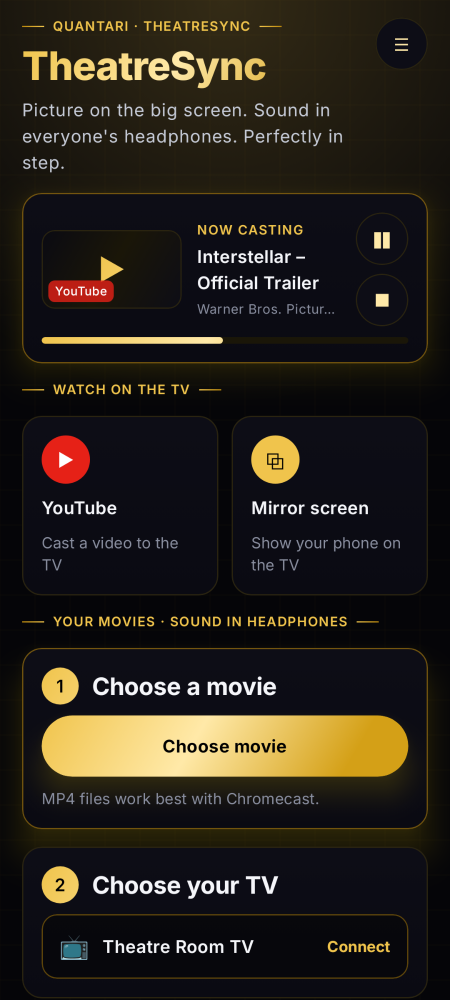 QUANTARI · THEATRESYNC
TheatreSync
Picture on the big screen. Sound in
everyone's headphones. Perfectly in
step.
YouTube
NOW CASTING
Interstellar –
Official Trailer
Warner Bros. Pictur...
WATCH ON THE TV
YouTube
Cast a video to the
TV
Mirror screen
Show your phone on
the TV
YOUR MOVIES · SOUND IN HEADPHONES
1 Choose a movie
Choose movie
MP4 files work best with Chromecast.
2 Choose your TV
Theatre Room TV Connect